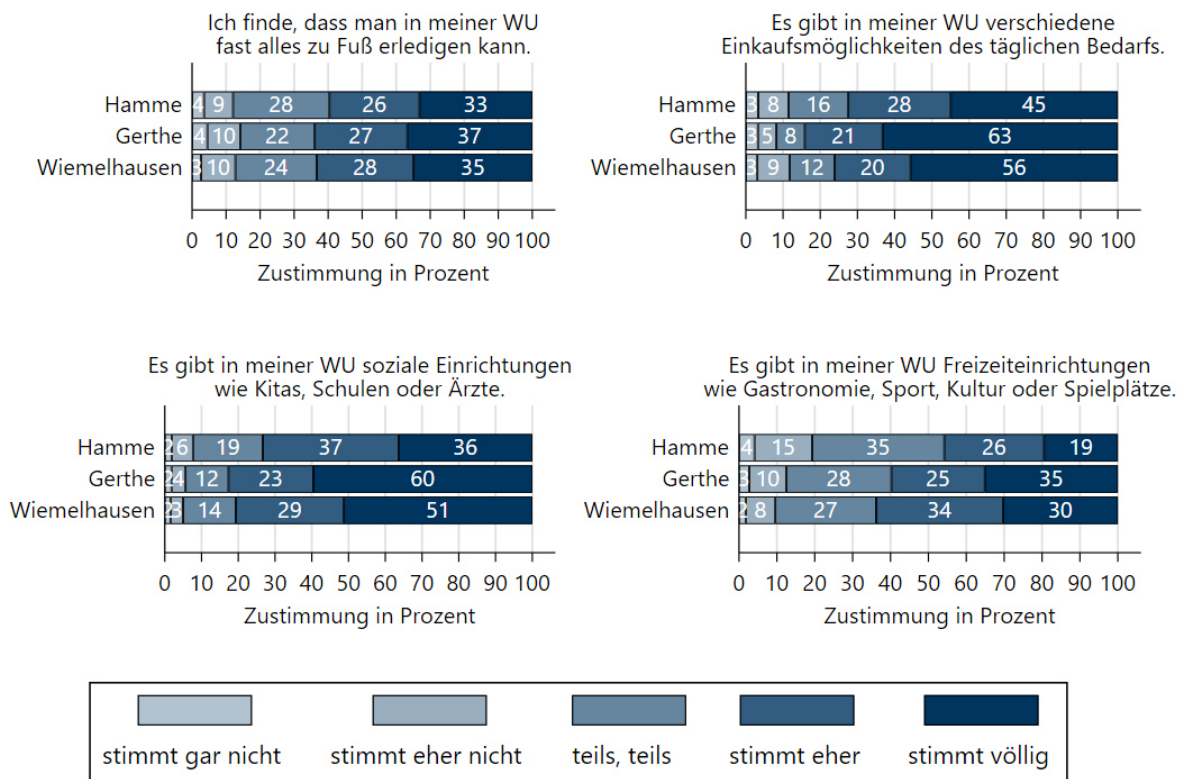 Ich finde, dass man in meiner WU
fast alles zu Fuß erledigen kann.
Hamme 4 9 28 26 33
Gerthe 4 10 22 27 37
Wiemelhausen 3 10 24 28 35
0 10 20 30 40 50 60 70 80 90 100
Zustimmung in Prozent
Es gibt in meiner WU verschiedene
Einkaufsmöglichkeiten des täglichen Bedarfs.
Hamme 3 8 16 28 45
Gerthe 3 5 8 21 63
Wiemelhausen 3 9 12 20 56
0 10 20 30 40 50 60 70 80 90 100
Zustimmung in Prozent
Es gibt in meiner WU soziale Einrichtungen
wie Kitas, Schulen oder Ärzte.
Hamme 2 6 19 37 36
Gerthe 2 4 12 23 60
Wiemelhausen 2 3 14 29 51
0 10 20 30 40 50 60 70 80 90 100
Zustimmung in Prozent
Es gibt in meiner WU Freizeiteinrichtungen
wie Gastronomie, Sport, Kultur oder Spielplätze.
Hamme 4 15 35 26 19
Gerthe 3 10 28 25 35
Wiemelhausen 2 8 27 34 30
0 10 20 30 40 50 60 70 80 90 100
Zustimmung in Prozent
stimmt gar nicht stimmt eher nicht teils, teils stimmt eher stimmt völlig